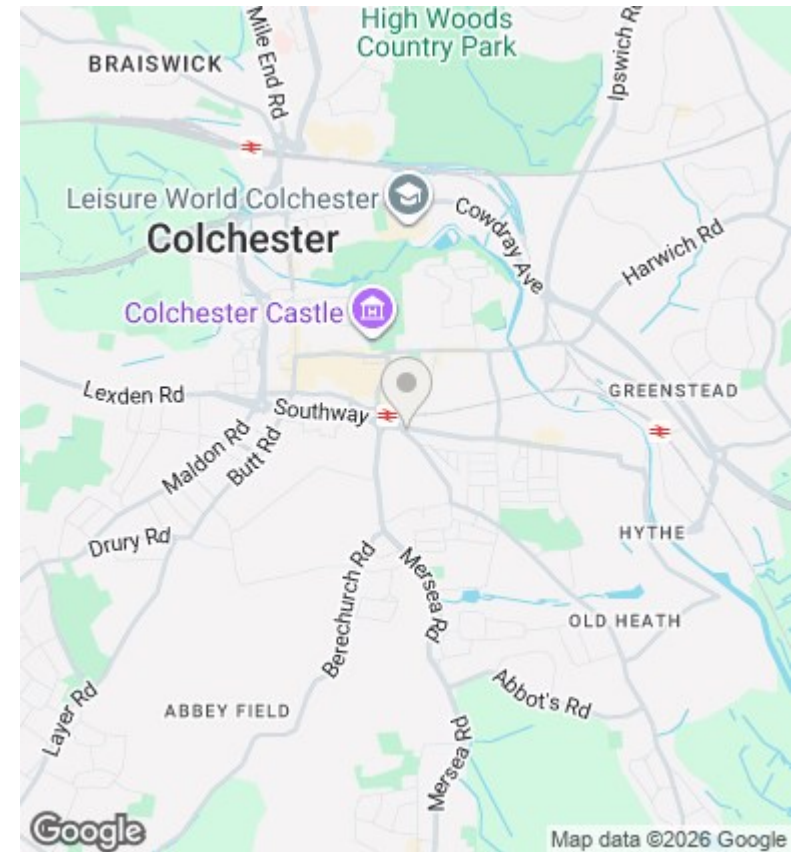 High Woods
Country Park
Ipswich Rd
Mile End Rd
BRAISWICK
Leisure World Colchester
Cowdray Ave
Colchester
Harwich Rd
Colchester Castle
Lexden Rd
GREENSTEAD
Southway
Maldon Rd
Butt Rd
Drury Rd
HYTHE
Berechurch Rd
Mersea Rd
OLD HEATH
Abbot's Rd
Layer Rd
ABBEY FIELD
Mersea Rd
Google
Map data ©2026 Google